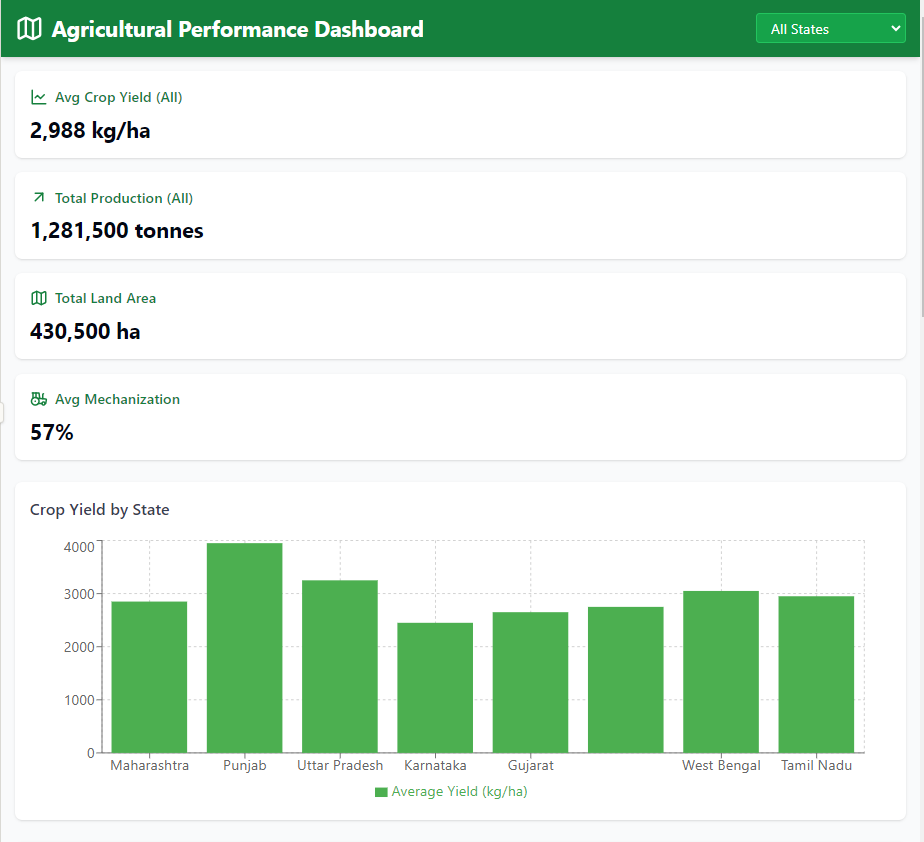 Agricultural Performance Dashboard
All States
Avg Crop Yield (All)
2,988 kg/ha
Total Production (All)
1,281,500 tonnes
Total Land Area
430,500 ha
Avg Mechanization
57%
Crop Yield by State
4000
3000
2000
1000
0
Maharashtra Punjab Uttar Pradesh Karnataka Gujarat West Bengal Tamil Nadu
Average Yield (kg/ha)